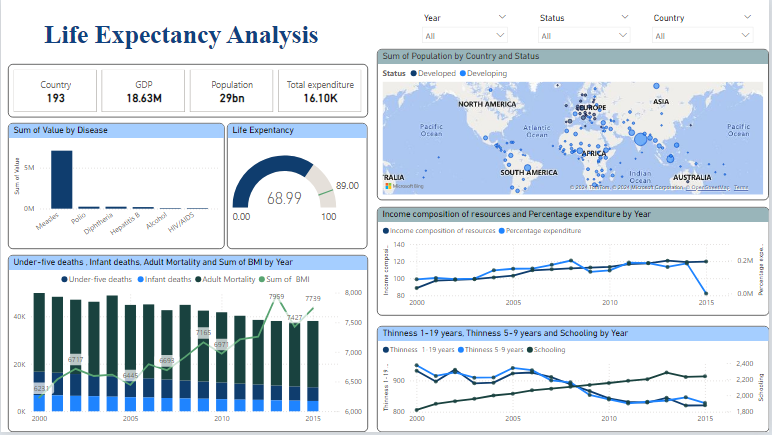 Life Expectancy Analysis
Year
Status
Country
All
All
All
Country
193
GDP
18.63M
Population
29bn
Total expenditure
16.10K
Sum of Value by Disease
Sum of Value
5M
0M
Measles
Polio
Diphtheria
Hepatitis B
Alcohol
HIV/AIDS
Life Expentancy
68.99
89.00
0.00
100
Sum of Population by Country and Status
Status
Developed
Developing
NORTH AMERICA
EUROPE
ASIA
Pacific
Ocean
Atlantic
Ocean
Pacific
Ocean
AFRICA
SOUTH AMERICA
Indian
Ocean
RALIA
AUSTRALIA
Microsoft Bing
© 2024 TomTom, © 2024 Microsoft Corporation, © OpenStreetMap Terms
Income composition of resources and Percentage expenditure by Year
Income composition of resources
Percentage expenditure
Income compos...
140
120
100
80
0.2M
0.0M
Percentage expe...
2000
2005
2010
2015
Under-five deaths , Infant deaths, Adult Mortality and Sum of BMI by Year
Under-five deaths
Infant deaths
Adult Mortality
Sum of BMI
40K
20K
0K
8,000
7,500
7,000
6,500
6,000
6231
6717
6445
6693
7165
6971
7959
7427
7739
2000
2005
2010
2015
Thinness 1-19 years, Thinness 5-9 years and Schooling by Year
Thinness 1-19 years
Thinness 5-9 years
Schooling
Thinness 1-19 ...
900
800
2,400
2,200
2,000
1,800
Schooling
2000
2005
2010
2015